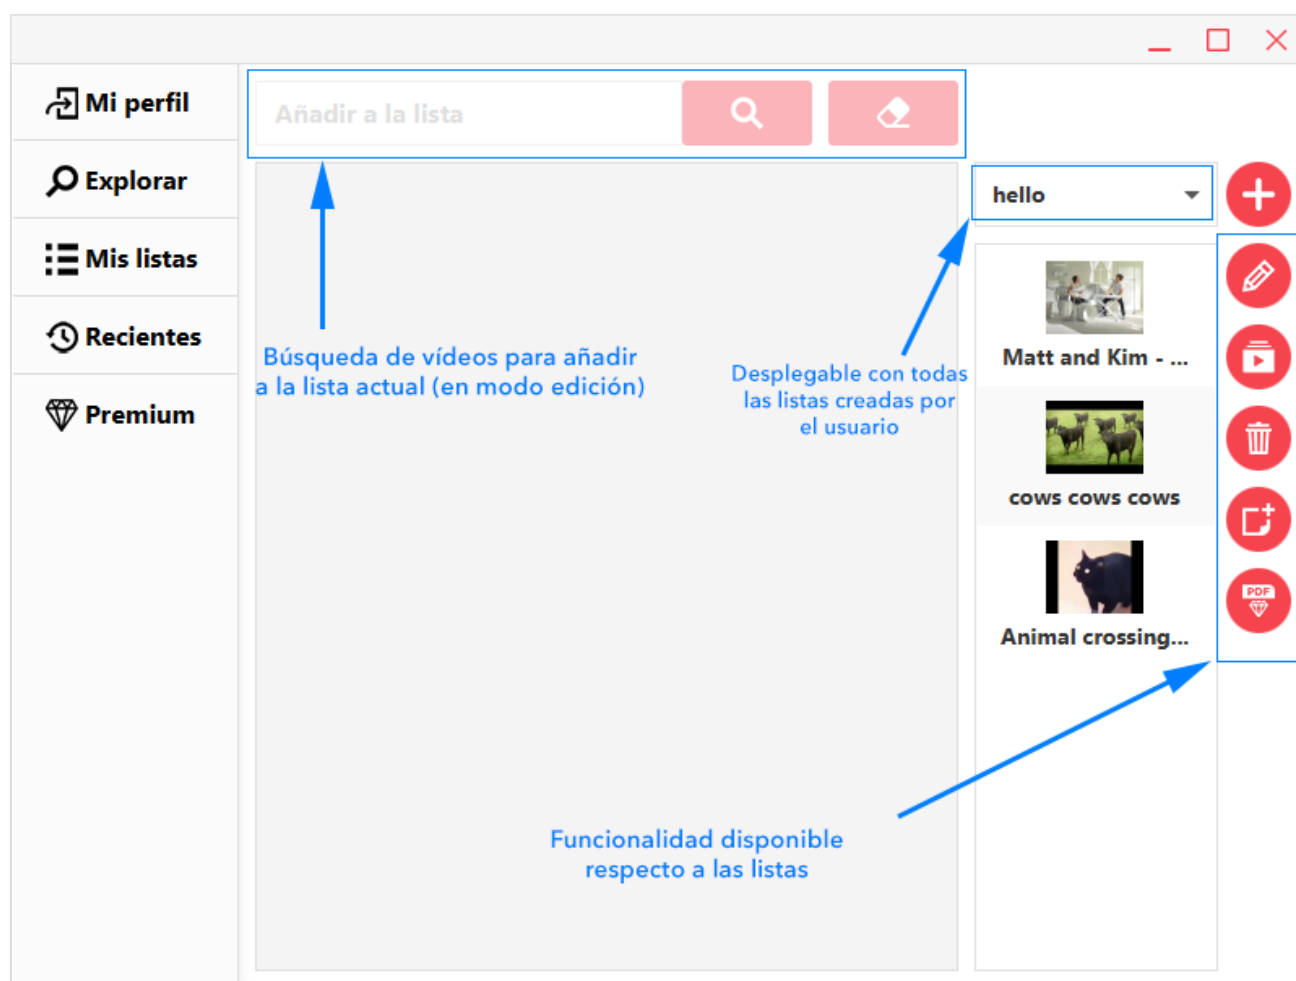 Mi perfil
Explorar
Mis listas
Recientes
Premium
Añadir a la lista
hello
Búsqueda de vídeos para añadir
a la lista actual (en modo edición)
Desplegable con todas
las listas creadas por
el usuario
Matt and Kim - ...
cows cows cows
Animal crossing...
PDF
Funcionalidad disponible
respecto a las listas